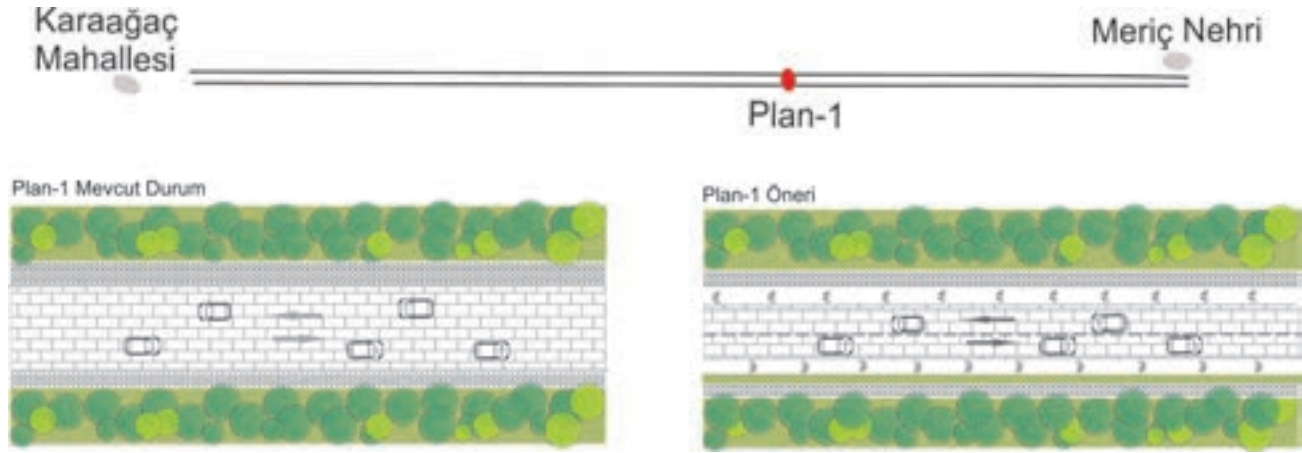 Karaağaç
Mahallesi
Meriç Nehri
Plan-1
Plan-1 Mevcut Durum
Plan-1 Öneri